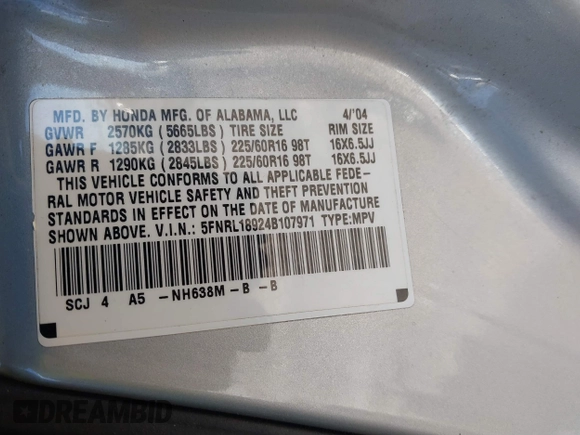 MFD. BY HONDA MFG. OF ALABAMA, LLC 4/'04
GVWR 2570KG (5665LBS) TIRE SIZE RIM SIZE
GAWR F 1285KG (2833LBS) 225/60R16 98T 16X6.5JJ
GAWR R 1290KG (2845LBS) 225/60R16 98T 16X6.5JJ
THIS VEHICLE CONFORMS TO ALL APPLICABLE FEDE-
RAL MOTOR VEHICLE SAFETY AND THEFT PREVENTION
STANDARDS IN EFFECT ON THE DATE OF MANUFACTURE
SHOWN ABOVE. V.I.N.: 5FNRL18924B107971 TYPE:MPV
SCJ 4 A5 -NH638M-B -B
DREAMBID